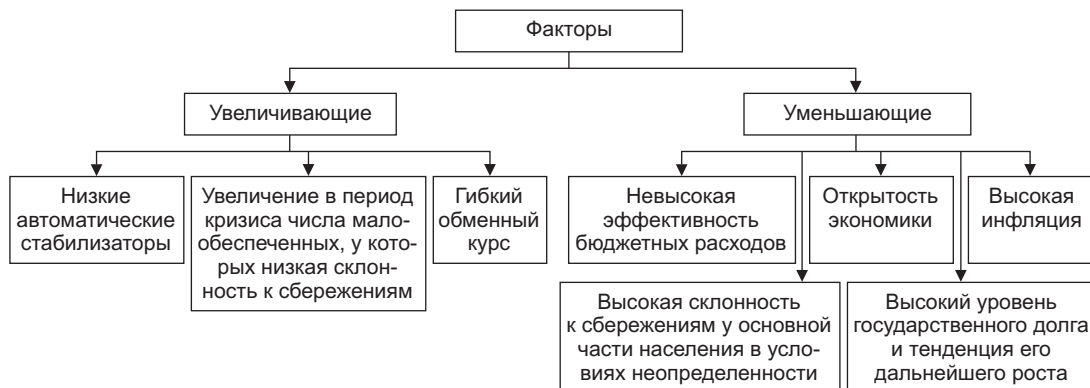 Факторы
Увеличивающие
Уменьшающие
Низкие
автоматические
стабилизаторы
Увеличение в период
кризиса числа мало-
обеспеченных, у кото-
рых низкая склон-
ность к сбережениям
Гибкий
обменный
курс
Невысокая
эффективность
бюджетных расходов
Открытость
экономики
Высокая
инфляция
Высокая склонность
к сбережениям у основной
части населения в усло-
виях неопределенности
Высокий уровень
государственного долга
и тенденция его
дальнейшего роста